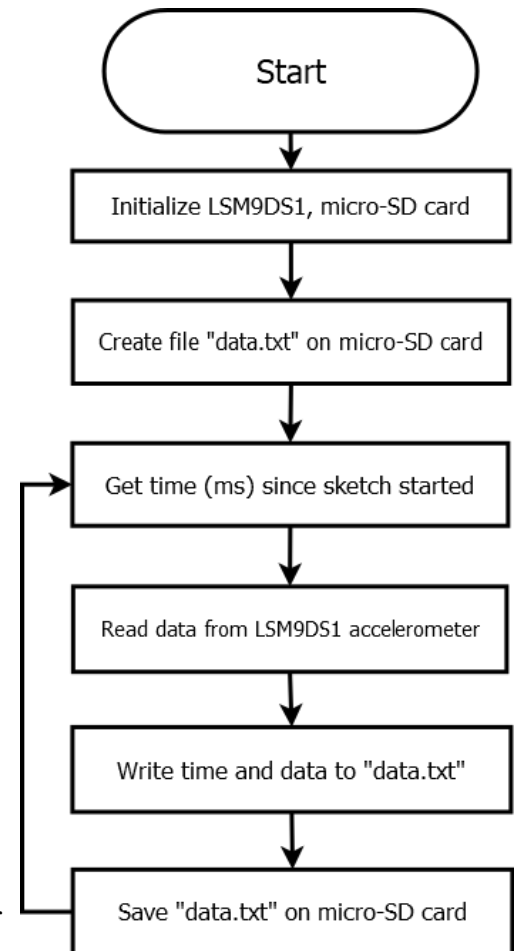 Start
Initialize LSM9DS1, micro-SD card
Create file "data.txt" on micro-SD card
Get time (ms) since sketch started
Read data from LSM9DS1 accelerometer
Write time and data to "data.txt"
Save "data.txt" on micro-SD card